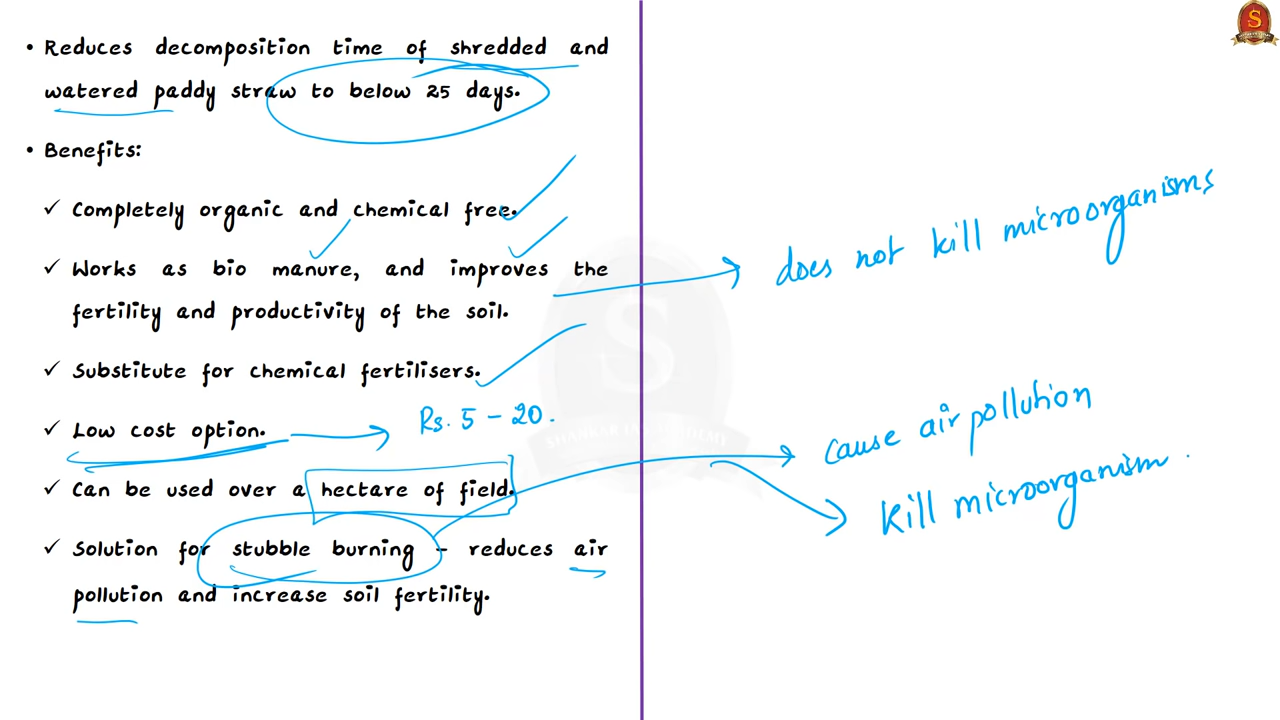 • Reduces decomposition time of shredded and
watered paddy straw to below 25 days.
• Benefits:
✓ Completely organic and chemical free.
✓ Works as bio manure, and improves the
fertility and productivity of the soil.
✓ Substitute for chemical fertilisers.
✓ Low cost option.
Rs. 5 - 20.
✓ Can be used over a hectare of field.
✓ Solution for stubble burning - reduces air
pollution and increase soil fertility.
does not kill microorganisms
cause air pollution
kill microorganism.
S
SHANKAR IAS ACADEMY